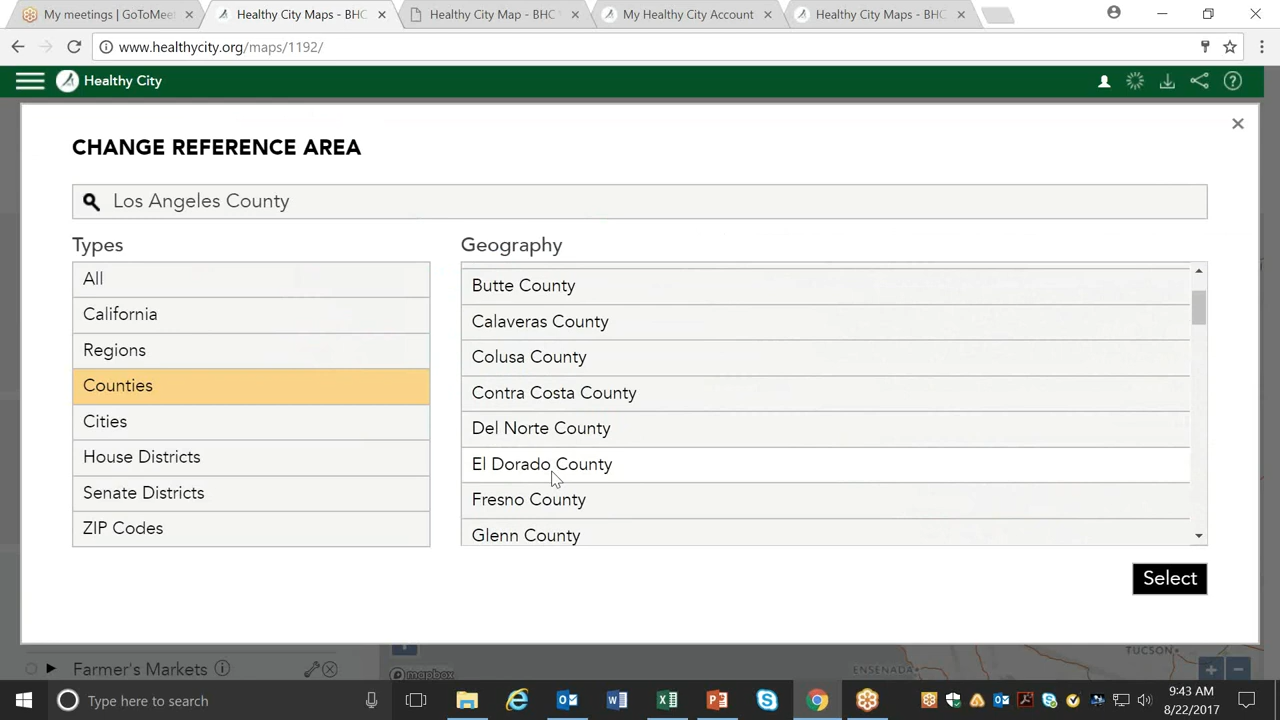 My meetings | GoToMeet
Healthy City Maps - BHC
Healthy City Map - BHC
My Healthy City Account
Healthy City Maps - BHC
www.healthycity.org/maps/1192/
Healthy City
CHANGE REFERENCE AREA
Los Angeles County
Types
All
California
Regions
Counties
Cities
House Districts
Senate Districts
ZIP Codes
Geography
Butte County
Calaveras County
Colusa County
Contra Costa County
Del Norte County
El Dorado County
Fresno County
Glenn County
Select
Farmer's Markets
mapbox
ENSENADA
TUCSON
Type here to search
9:43 AM
8/22/2017